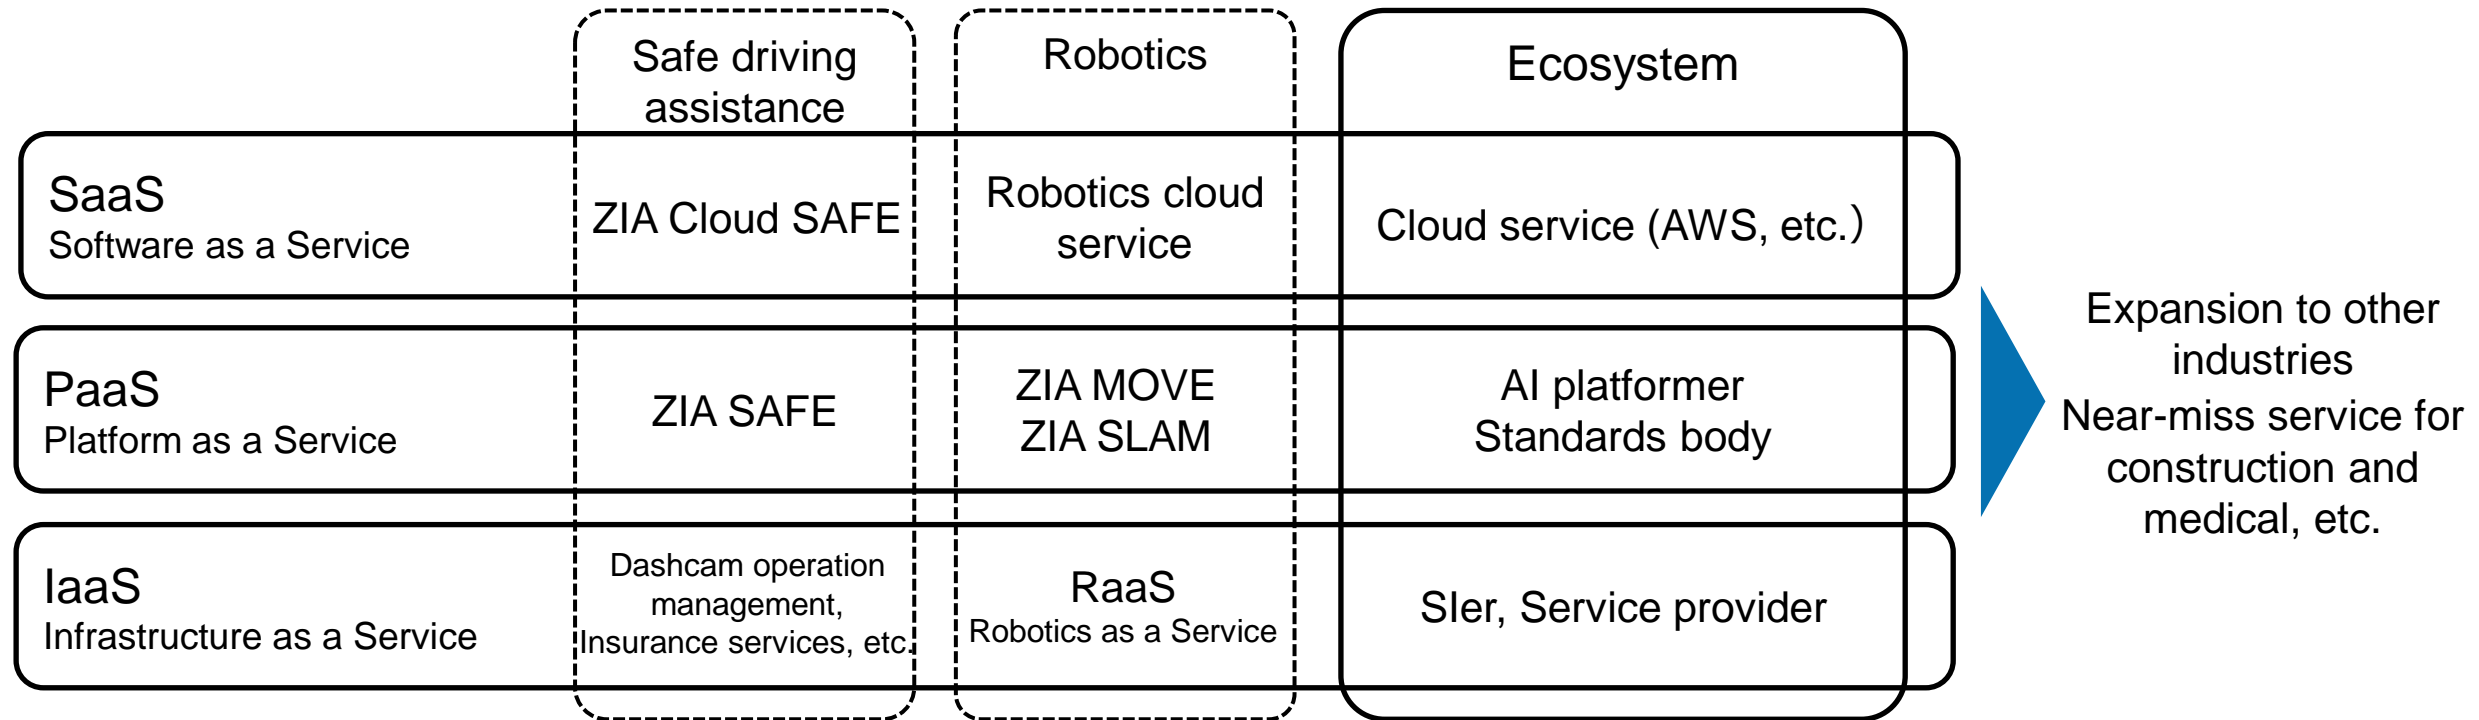 Safe driving
assistance
Robotics
Ecosystem
SaaS
Software as a Service
ZIA Cloud SAFE
Robotics cloud
service
Cloud service (AWS, etc.）
PaaS
Platform as a Service
ZIA SAFE
ZIA MOVE
ZIA SLAM
AI platformer
Standards body
IaaS
Infrastructure as a Service
Dashcam operation
management,
Insurance services, etc.
RaaS
Robotics as a Service
SIer, Service provider
Expansion to other
industries
Near-miss service for
construction and
medical, etc.